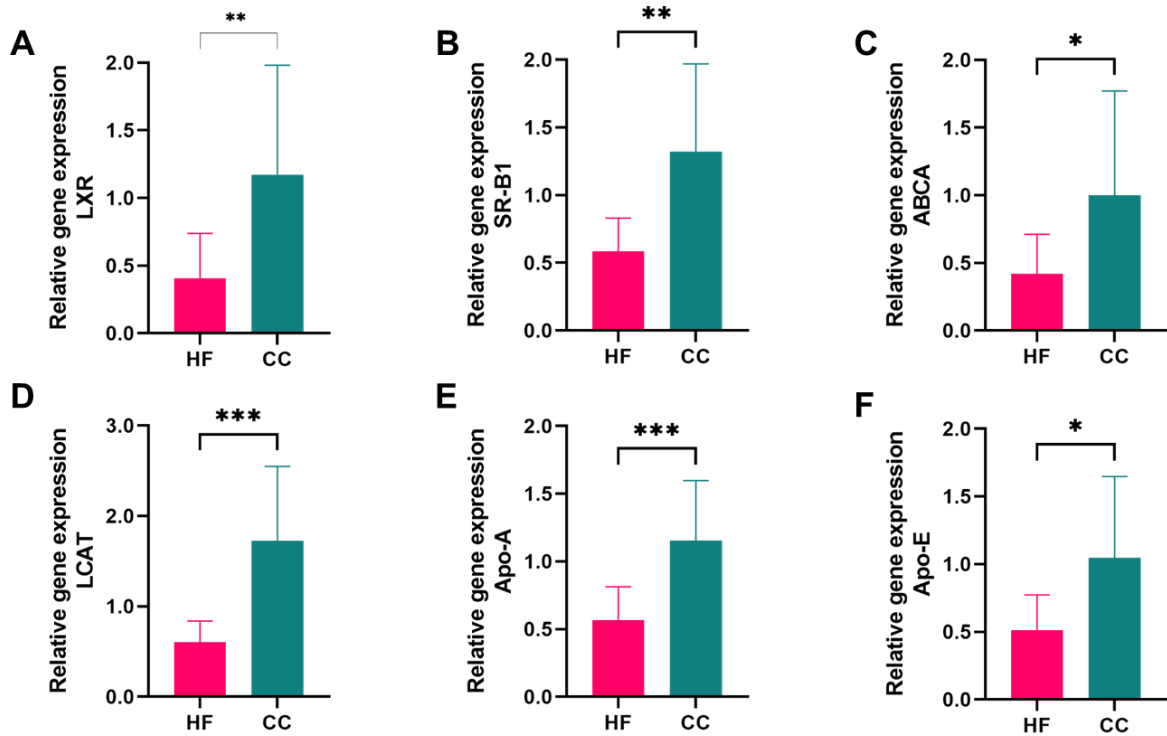 A
**
Relative gene expression
LXR
2.0
1.5
1.0
0.5
0.0
HF
CC
B
**
Relative gene expression
SR-B1
2.0
1.5
1.0
0.5
0.0
HF
CC
C
*
Relative gene expression
ABCA
2.0
1.5
1.0
0.5
0.0
HF
CC
D
***
Relative gene expression
LCAT
3.0
2.0
1.0
0.0
HF
CC
E
***
Relative gene expression
Apo-A
2.0
1.5
1.0
0.5
0.0
HF
CC
F
*
Relative gene expression
Apo-E
2.0
1.5
1.0
0.5
0.0
HF
CC